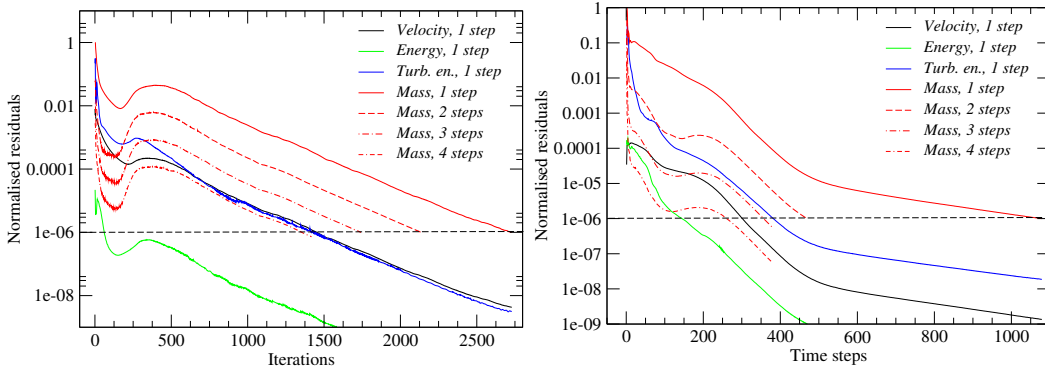 Normalised residuals
1
0.01
0.0001
1e-06
1e-08
0
500
1000
1500
2000
2500
Iterations
Velocity, 1 step
Energy, 1 step
Turb. en., 1 step
Mass, 1 step
Mass, 2 steps
Mass, 3 steps
Mass, 4 steps
Normalised residuals
1
0.1
0.01
0.001
0.0001
1e-05
1e-06
1e-07
1e-08
1e-09
0
200
400
600
800
1000
Time steps
Velocity, 1 step
Energy, 1 step
Turb. en., 1 step
Mass, 1 step
Mass, 2 steps
Mass, 3 steps
Mass, 4 steps